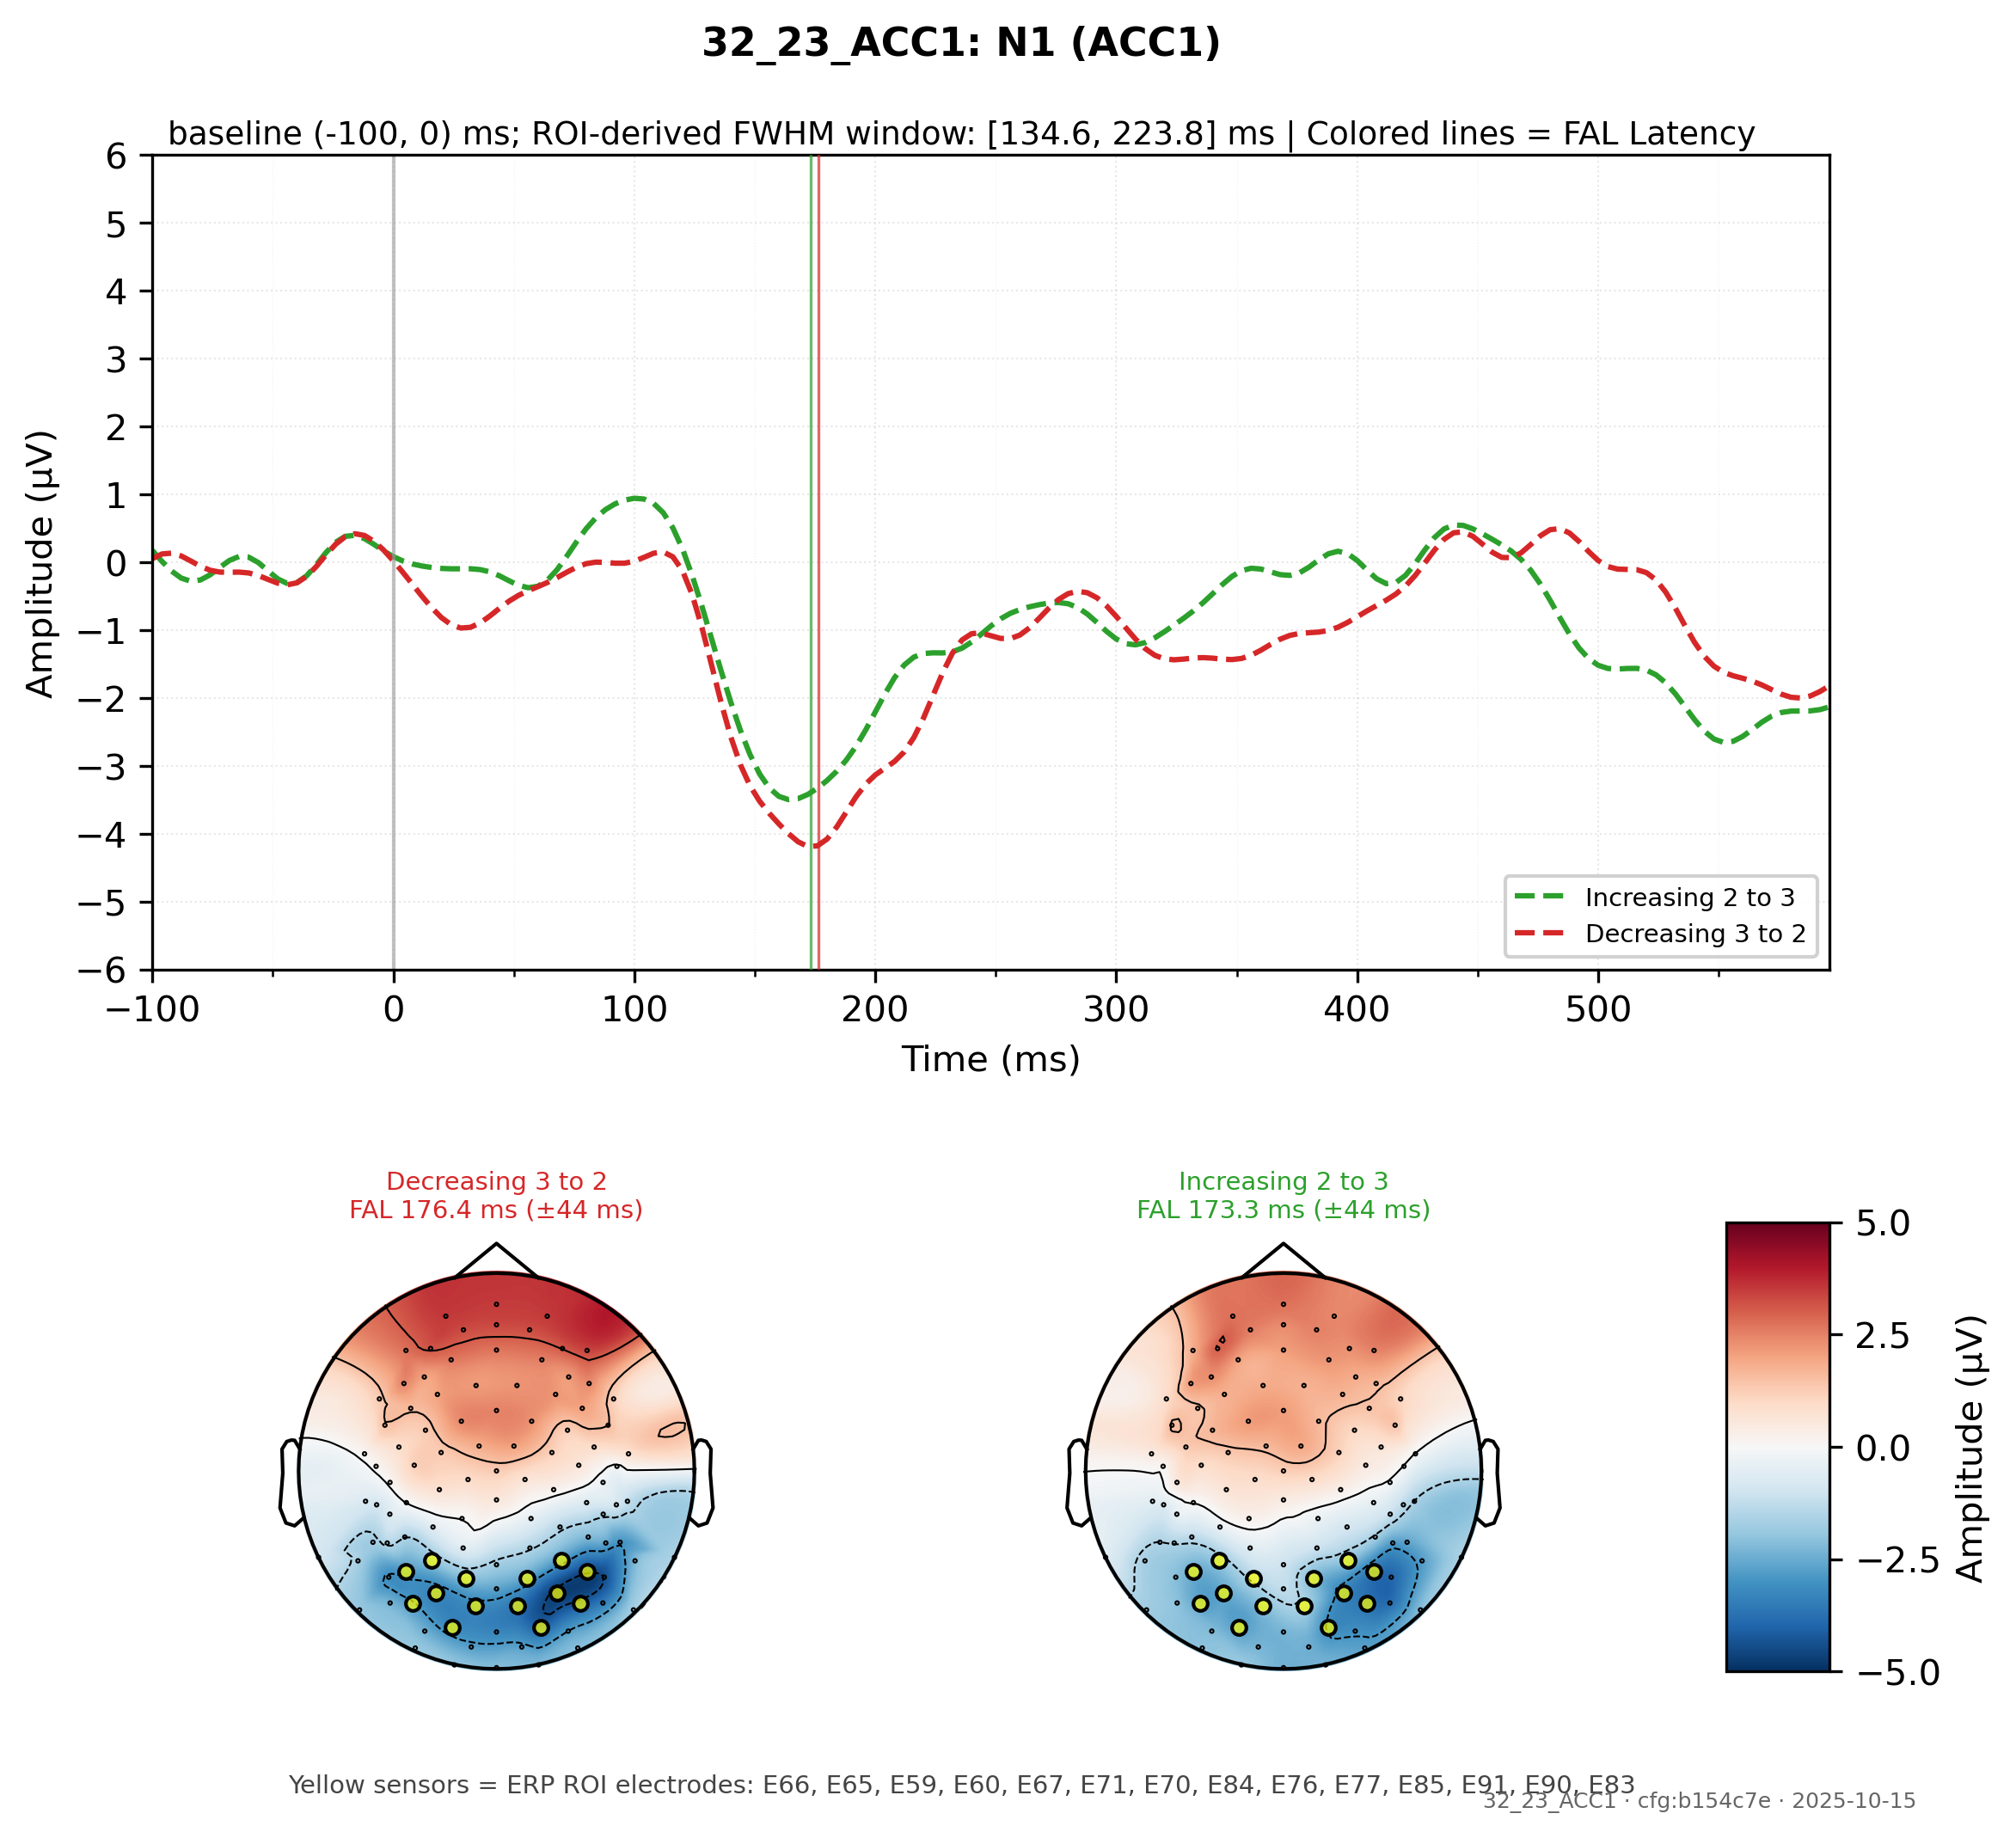 32_23_ACC1: N1 (ACC1)
baseline (-100, 0) ms; ROI-derived FWHM window: [134.6, 223.8] ms | Colored lines = FAL Latency
6
5
4
3
2
1
0
−1
−2
−3
−4
−5
−6
Amplitude (μV)
Increasing 2 to 3
Decreasing 3 to 2
−100 0 100 200 300 400 500
Time (ms)
Decreasing 3 to 2
FAL 176.4 ms (±44 ms)
Increasing 2 to 3
FAL 173.3 ms (±44 ms)
5.0
2.5
0.0
−2.5
−5.0
Amplitude (μV)
Yellow sensors = ERP ROI electrodes: E66, E65, E59, E60, E67, E71, E70, E84, E76, E77, E85, E91, E90, E83
32_23_ACC1 · cfg:b154c7e · 2025-10-15